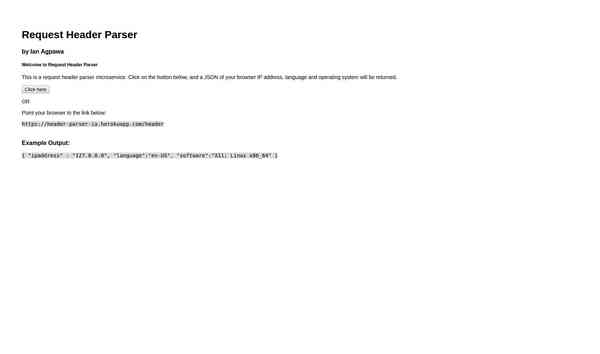 Request Header Parser
by Ian Agpawa
Welcome to Request Header Parser
This is a request header parser microservice. Click on the button below, and a JSON of your browser IP address, language and operating system will be returned.
Click here
OR
Point your browser to the link below:
https://header-parser-ia.herokuapp.com/header
Example Output:
{ "ipaddress" : "127.0.0.0", "language":"en-US", "software":"All; Linux x86_64" }